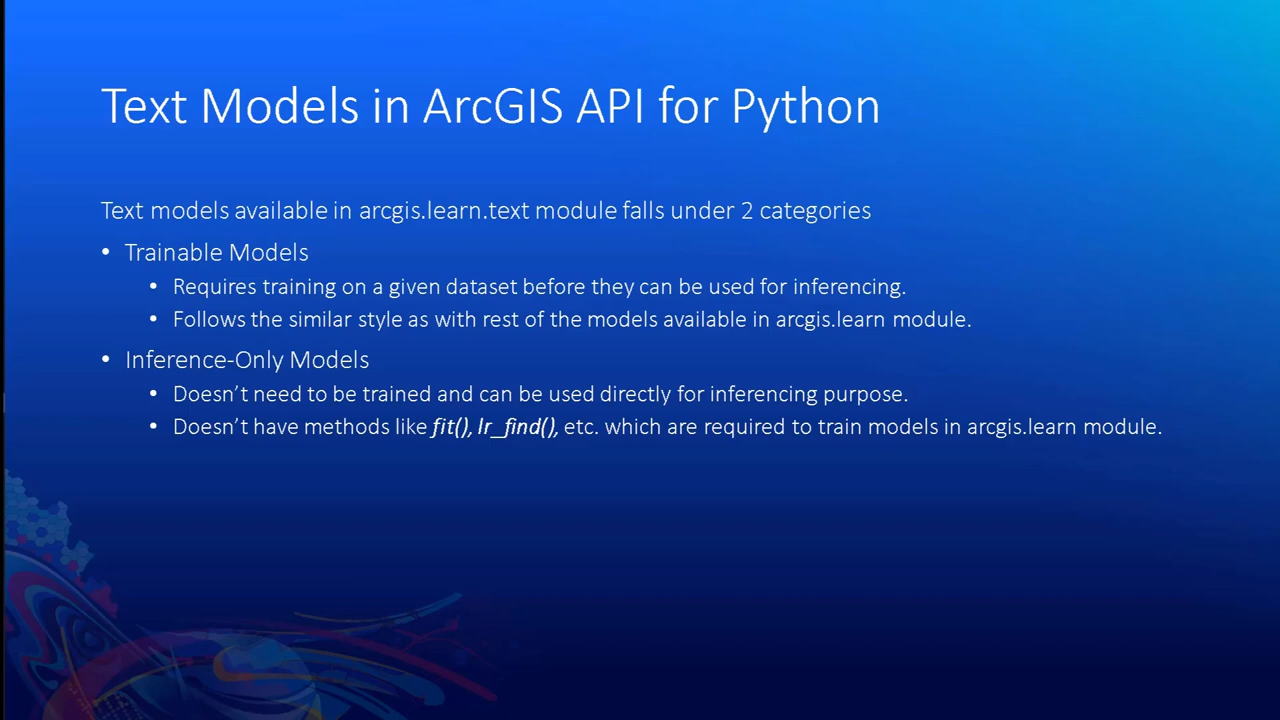 Text Models in ArcGIS API for Python
Text models available in arcgis.learn.text module falls under 2 categories
• Trainable Models
• Requires training on a given dataset before they can be used for inferencing.
• Follows the similar style as with rest of the models available in arcgis.learn module.
• Inference-Only Models
• Doesn’t need to be trained and can be used directly for inferencing purpose.
• Doesn’t have methods like fit(), lr_find(), etc. which are required to train models in arcgis.learn module.